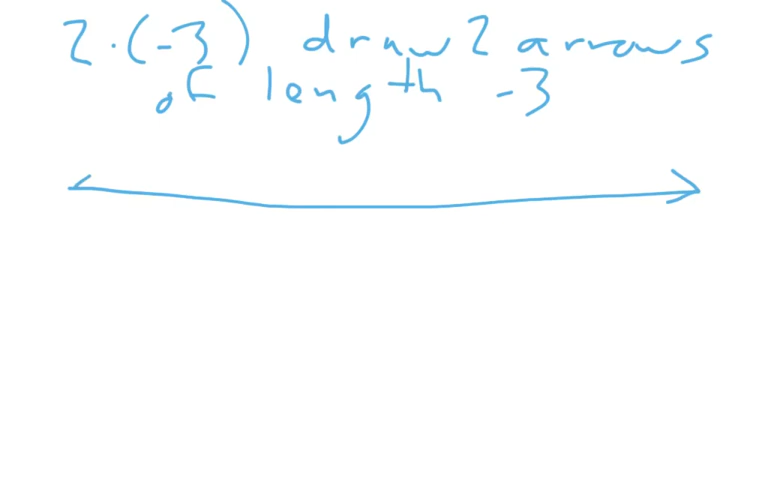 2 · (-3) draw 2 arrows
of length -3